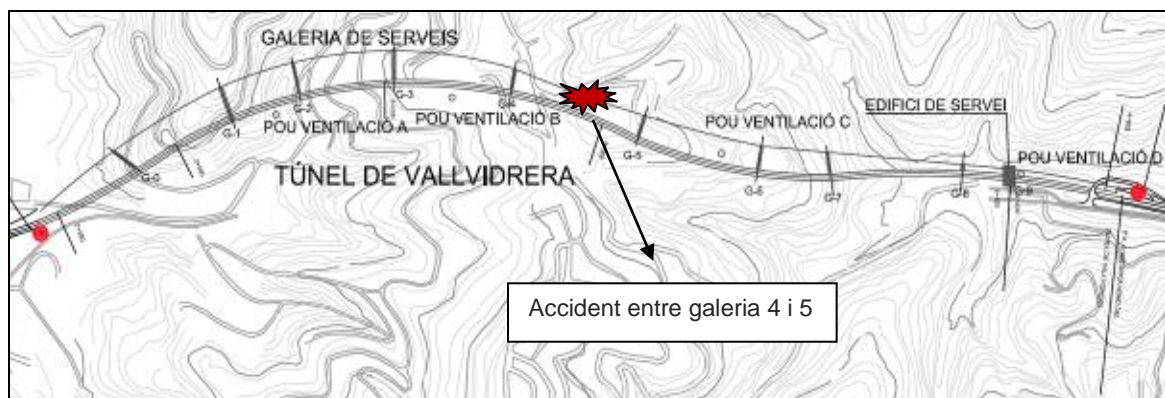 GALERIA DE SERVEIS
G-3
G-2
G-4
G-1
POU VENTILACIÓ A
POU VENTILACIÓ B
POU VENTILACIÓ C
EDIFICI DE SERVEI
G-5
G-0
TÚNEL DE VALLVIDRERA
POU VENTILACIÓ D
G-6
G-7
G-8
G-9
Accident entre galeria 4 i 5